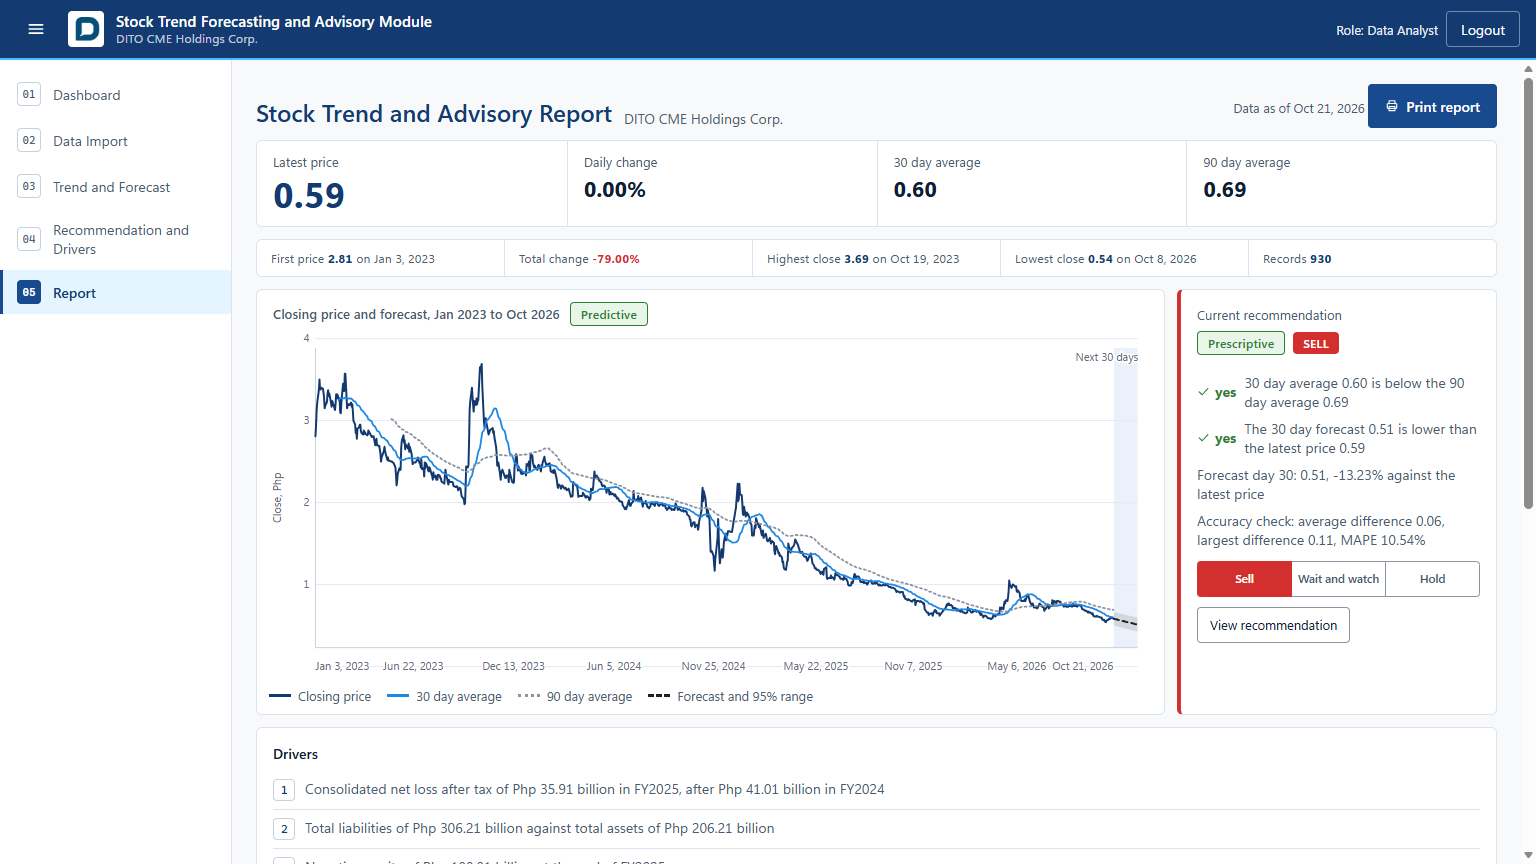 Stock Trend Forecasting and Advisory Module
DITO CME Holdings Corp.
Role: Data Analyst
Logout
01 Dashboard
02 Data Import
03 Trend and Forecast
04 Recommendation and
Drivers
05 Report
Stock Trend and Advisory Report DITO CME Holdings Corp.
Data as of Oct 21, 2026
Print report
Latest price
0.59
Daily change
0.00%
30 day average
0.60
90 day average
0.69
First price 2.81 on Jan 3, 2023
Total change -79.00%
Highest close 3.69 on Oct 19, 2023
Lowest close 0.54 on Oct 8, 2026
Records 930
Closing price and forecast, Jan 2023 to Oct 2026 Predictive
4
3
2
1
Close, Php
Next 30 days
Jan 3, 2023 Jun 22, 2023 Dec 13, 2023 Jun 5, 2024 Nov 25, 2024 May 22, 2025 Nov 7, 2025 May 6, 2026 Oct 21, 2026
Closing price 30 day average 90 day average Forecast and 95% range
Current recommendation
Prescriptive SELL
yes 30 day average 0.60 is below the 90
day average 0.69
yes The 30 day forecast 0.51 is lower than
the latest price 0.59
Forecast day 30: 0.51, -13.23% against the
latest price
Accuracy check: average difference 0.06,
largest difference 0.11, MAPE 10.54%
Sell Wait and watch Hold
View recommendation
Drivers
1 Consolidated net loss after tax of Php 35.91 billion in FY2025, after Php 41.01 billion in FY2024
2 Total liabilities of Php 306.21 billion against total assets of Php 206.21 billion